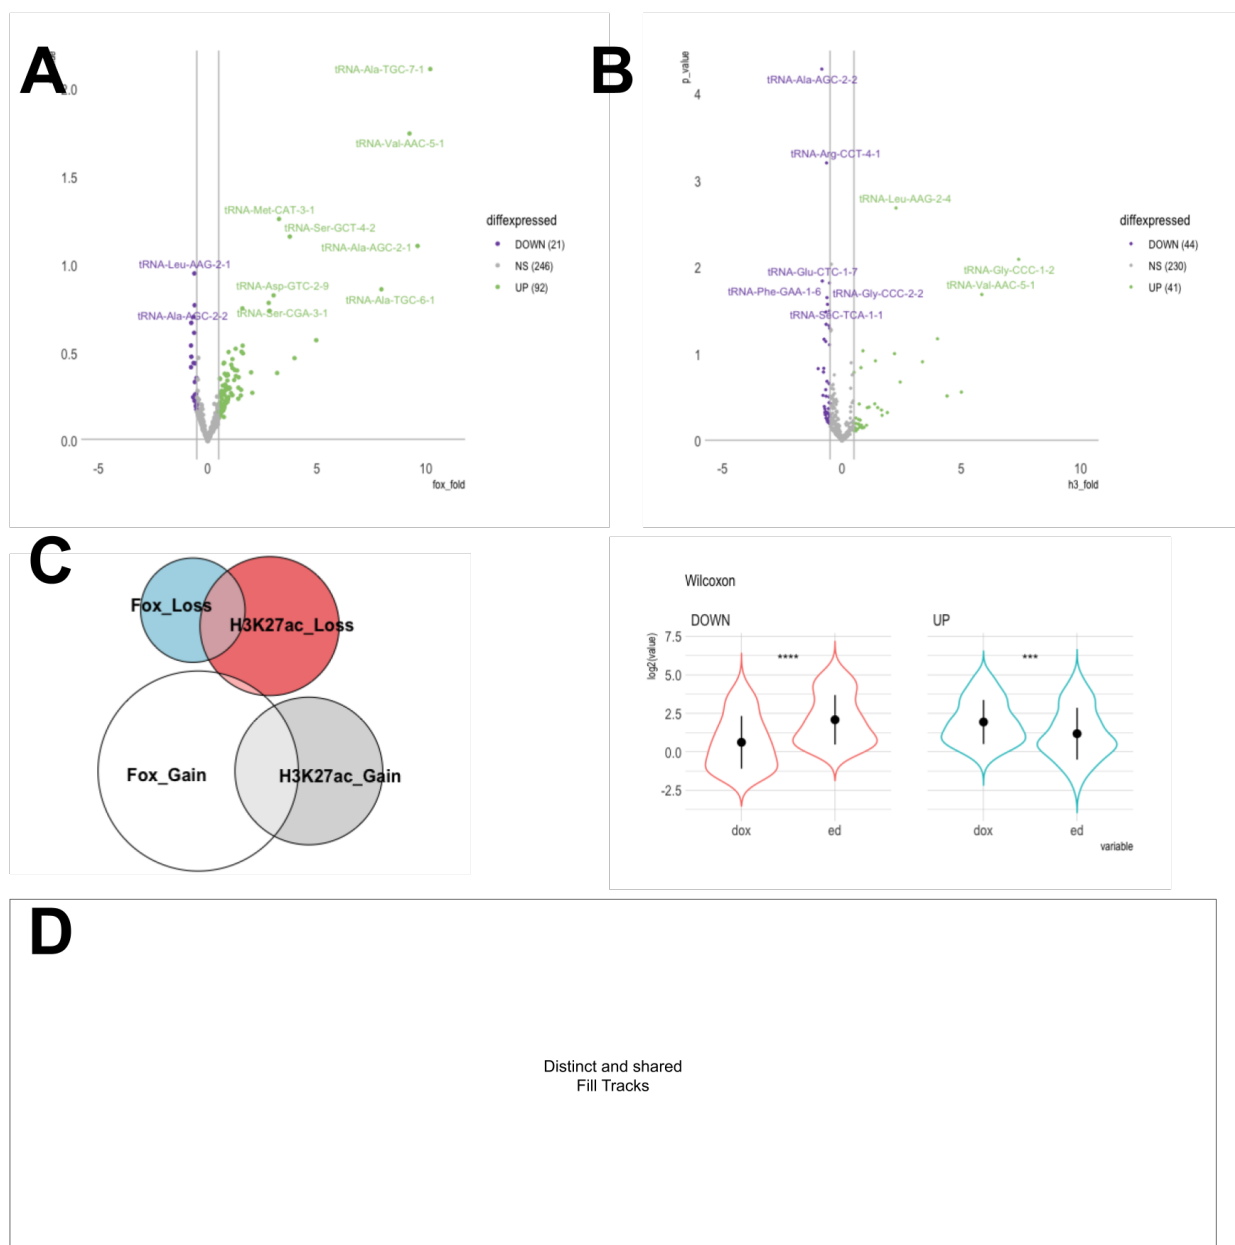 A
2.0
1.5
1.0
0.5
0.0
-5
0
5
10
fox_fold
tRNA-Ala-TGC-7-1
tRNA-Val-AAC-5-1
tRNA-Met-CAT-3-1
tRNA-Ser-GCT-4-2
tRNA-Ala-AGC-2-1
tRNA-Leu-AAG-2-1
tRNA-Asp-GTC-2-9
tRNA-Ala-TGC-6-1
tRNA-Ala-AGC-2-2
tRNA-Ser-CGA-3-1
diffexpressed
DOWN (21)
NS (246)
UP (92)
B
p_value
4
3
2
1
0
-5
0
5
10
h3_fold
tRNA-Ala-AGC-2-2
tRNA-Arg-CCT-4-1
tRNA-Leu-AAG-2-4
tRNA-Gly-CCC-1-2
tRNA-Glu-CTC-1-7
tRNA-Val-AAC-5-1
tRNA-Phe-GAA-1-6
tRNA-Gly-CCC-2-2
tRNA-SeC-TCA-1-1
diffexpressed
DOWN (44)
NS (230)
UP (41)
C
Fox_Loss
H3K27ac_Loss
Fox_Gain
H3K27ac_Gain
Wilcoxon
DOWN
UP
log2(value)
7.5
5.0
2.5
0.0
-2.5
****
***
dox
ed
dox
ed
variable
D
Distinct and shared
Fill Tracks